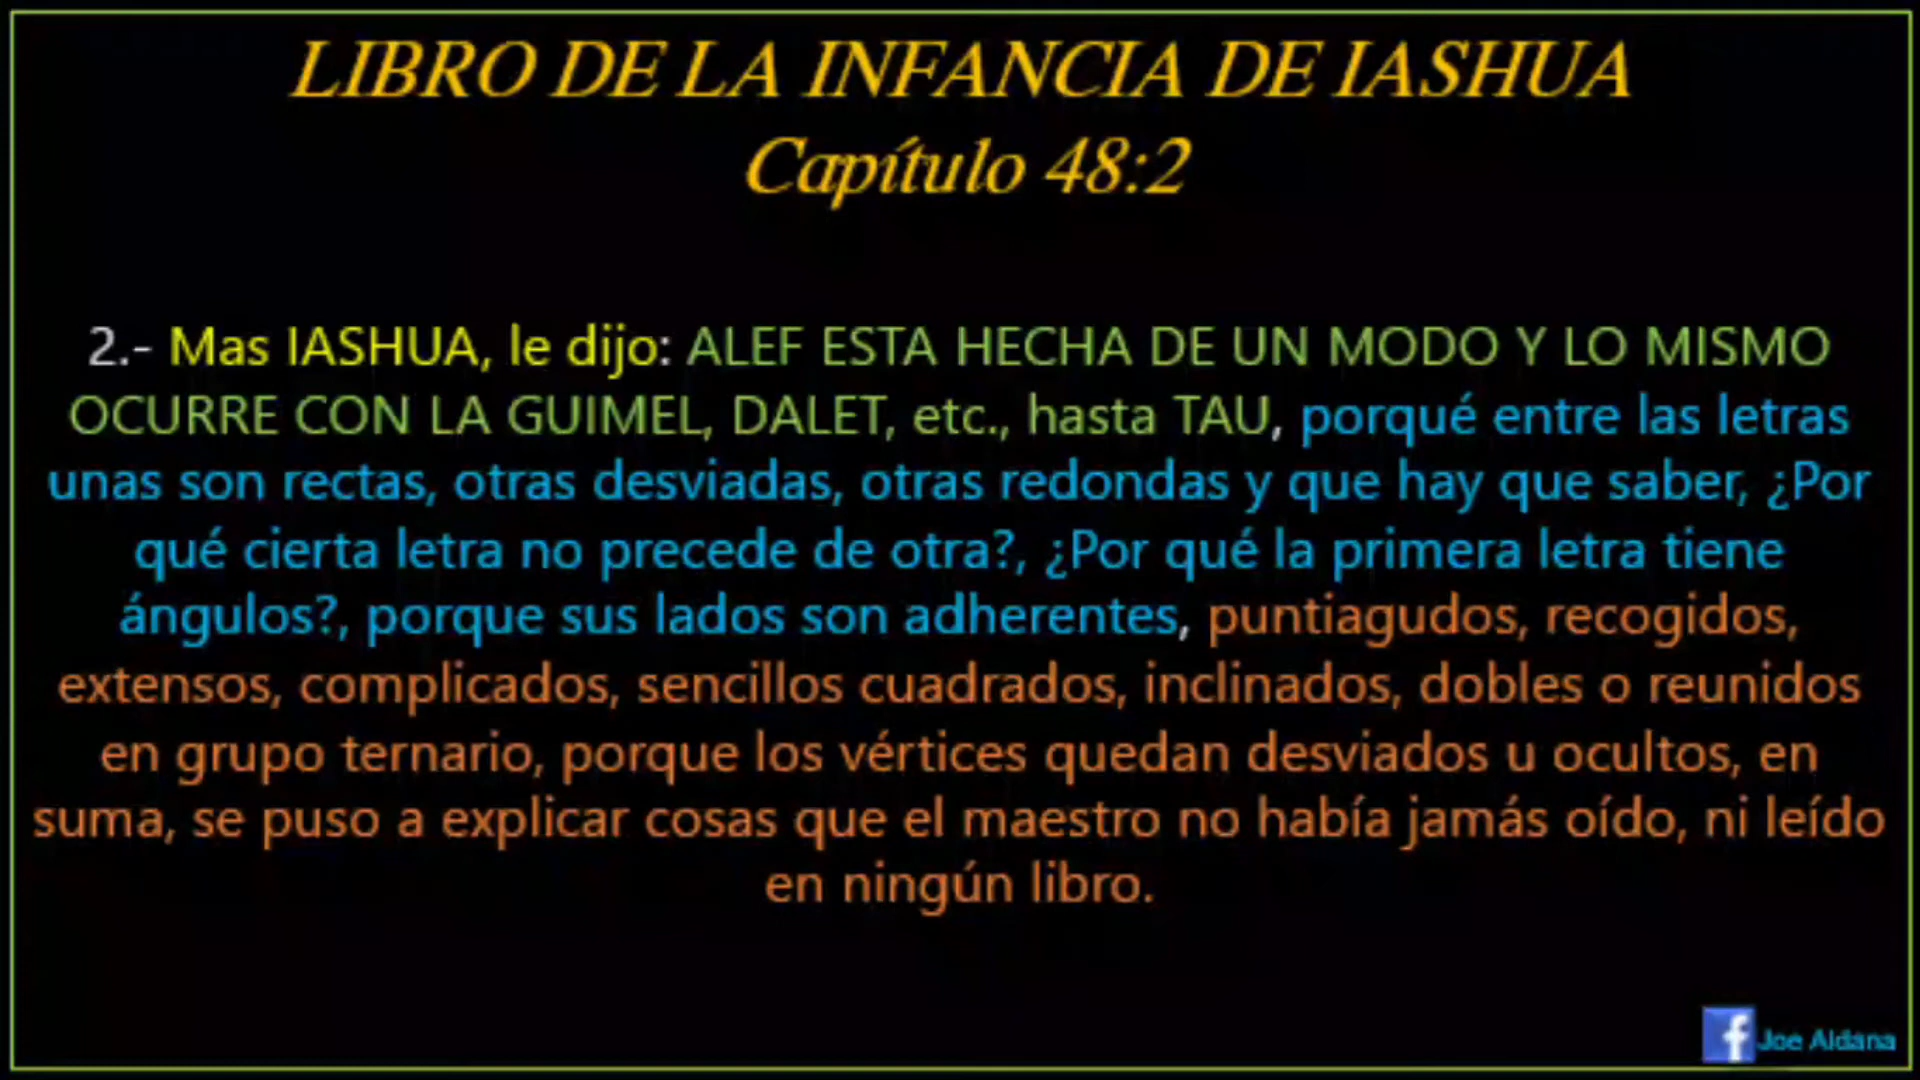 LIBRO DE LA INFANCIA DE IASHUA
Capítulo 48:2
2.- Mas IASHUA, le dijo: ALEF ESTA HECHA DE UN MODO Y LO MISMO
OCURRE CON LA GUIMEL, DALET, etc., hasta TAU, porqué entre las letras
unas son rectas, otras desviadas, otras redondas y que hay que saber, ¿Por
qué cierta letra no precede de otra?, ¿Por qué la primera letra tiene
ángulos?, porque sus lados son adherentes, puntiagudos, recogidos,
extensos, complicados, sencillos cuadrados, inclinados, dobles o reunidos
en grupo ternario, porque los vértices quedan desviados u ocultos, en
suma, se puso a explicar cosas que el maestro no había jamás oído, ni leído
en ningún libro.
f Joe Aldana